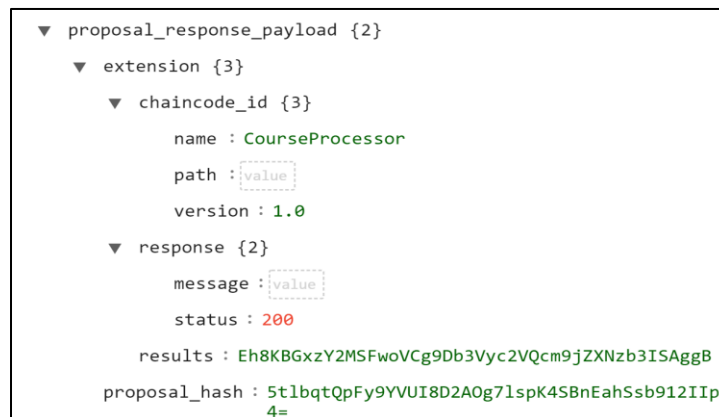 ▼ proposal_response_payload {2}
▼ extension {3}
▼ chaincode_id {3}
name : CourseProcessor
path : value
version : 1.0
▼ response {2}
message : value
status : 200
results : Eh8KBGxzY2MSFwoVCg9Db3Vyc2VQcm9jZXNzb3ISAggB
proposal_hash : 5tlbqtQpFy9YVUI8D2AOg7lspK4SBnEahSsb912IIp
4=